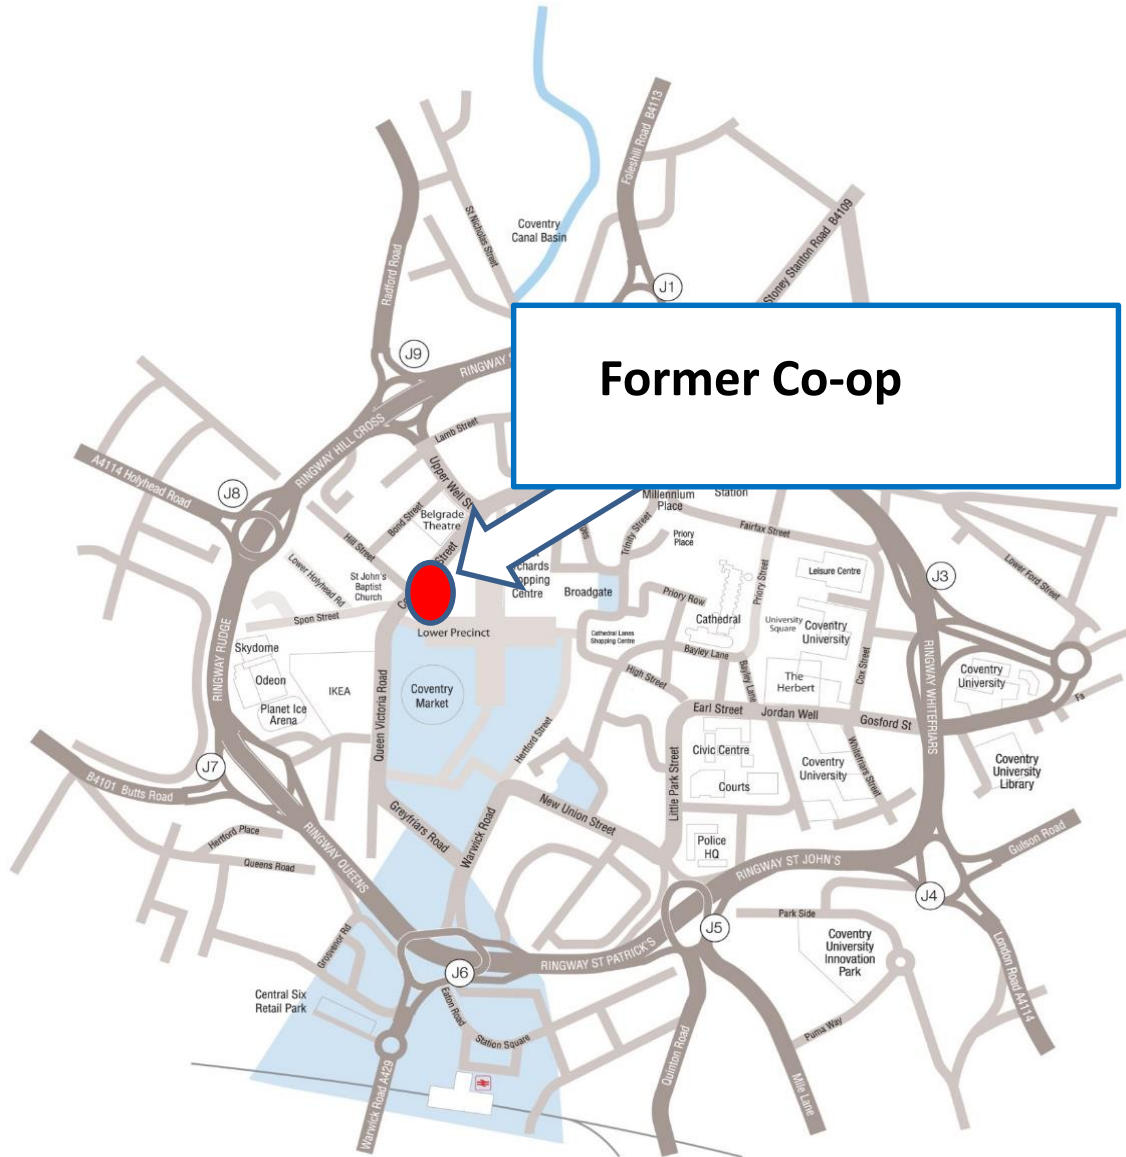 Foleshill Road B4113
St Nicholas Street
Coventry
Canal Basin
Stoney Stanton Road B4109
Radford Road
J1
J9
RINGWAY
Former Co-op
RINGWAY HILL CROSS
Lamb Street
A4114 Holyhead Road
J8
Upper Well St
Bond Street
Belgrade
Theatre
Millennium
Place
Station
Hill Street
Street
Trinity Street
Fairfax Street
Priory
Place
Lower Holyhead Rd
St John's
Baptist
Church
Centre
Broadgate
Priory Street
Leisure Centre
J3
Lower Ford Street
Priory Row
Spon Street
Lower Precinct
Cathedral Lanes
Shopping Centre
Cathedral
University
Square
Coventry
University
RINGWAY RUDGE
Skydome
Odeon
Planet Ice
Arena
IKEA
Queen Victoria Road
Coventry
Market
High Street
Bayley Lane
Bayley Lane
The
Herbert
Cox Street
RINGWAY WHITEFRIARS
Coventry
University
Earl Street
Jordan Well
Gosford St
Hertford Street
J7
B4101 Butts Road
Civic Centre
Courts
Little Park Street
Coventry
University
Whitefriars Street
Coventry
University
Library
Greyfriars Road
Warwick Road
New Union Street
Hertford Place
Queens Road
RINGWAY QUEENS
Police
HQ
RINGWAY ST JOHN'S
Gulson Road
J4
Park Side
J5
Coventry
University
Innovation
Park
London Road A4114
Grosvenor Rd
J6
RINGWAY ST PATRICK'S
Central Six
Retail Park
Eaton Road
Station Square
Puma Way
Warwick Road A429
Quinton Road
Mile Lane